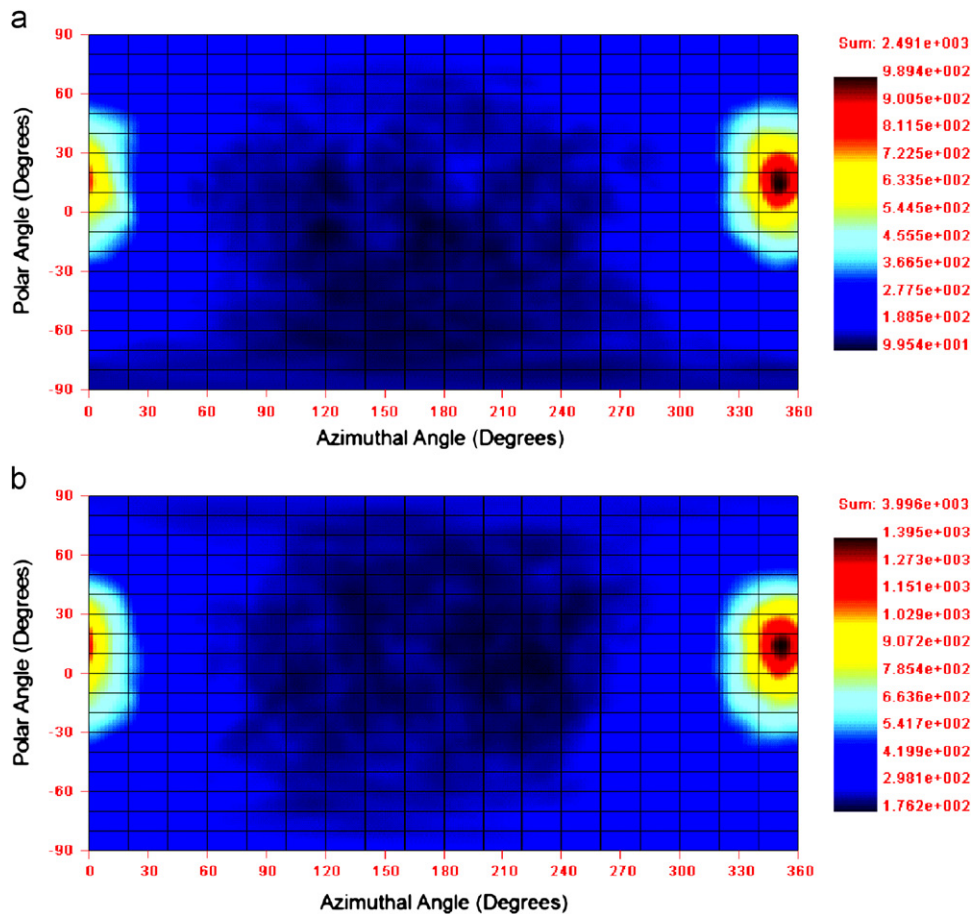 a
Sum: 2.491e+003
9.894e+002
9.005e+002
8.115e+002
7.225e+002
6.335e+002
5.445e+002
4.555e+002
3.665e+002
2.775e+002
1.885e+002
9.954e+001
Polar Angle (Degrees)
90
60
30
0
-30
-60
-90
0 30 60 90 120 150 180 210 240 270 300 330 360
Azimuthal Angle (Degrees)
b
Sum: 3.996e+003
1.395e+003
1.273e+003
1.151e+003
1.029e+003
9.072e+002
7.854e+002
6.636e+002
5.417e+002
4.199e+002
2.981e+002
1.762e+002
Polar Angle (Degrees)
90
60
30
0
-30
-60
-90
0 30 60 90 120 150 180 210 240 270 300 330 360
Azimuthal Angle (Degrees)